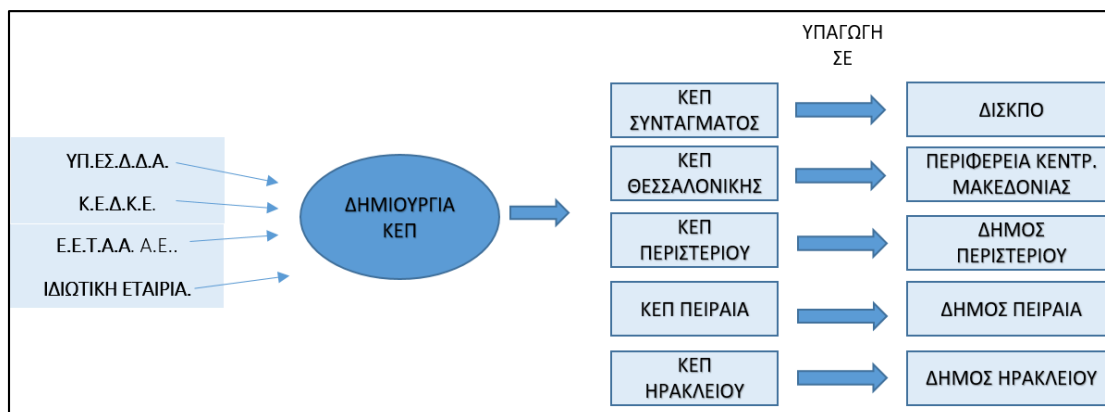 ΥΠ.ΕΣ.Δ.Δ.Α.
Κ.Ε.Δ.Κ.Ε.
Ε.Ε.Τ.Α.Α. Α.Ε..
ΙΔΙΩΤΙΚΗ ΕΤΑΙΡΙΑ.
ΔΗΜΙΟΥΡΓΙΑ
ΚΕΠ
ΥΠΑΓΩΓΗ
ΣΕ
ΚΕΠ
ΣΥΝΤΑΓΜΑΤΟΣ
ΔΙΣΚΠΟ
ΚΕΠ
ΘΕΣΣΑΛΟΝΙΚΗΣ
ΠΕΡΙΦΕΡΕΙΑ ΚΕΝΤΡ.
ΜΑΚΕΔΟΝΙΑΣ
ΚΕΠ
ΠΕΡΙΣΤΕΡΙΟΥ
ΔΗΜΟΣ
ΠΕΡΙΣΤΕΡΙΟΥ
ΚΕΠ ΠΕΙΡΑΙΑ
ΔΗΜΟΣ ΠΕΙΡΑΙΑ
ΚΕΠ
ΗΡΑΚΛΕΙΟΥ
ΔΗΜΟΣ ΗΡΑΚΛΕΙΟΥ